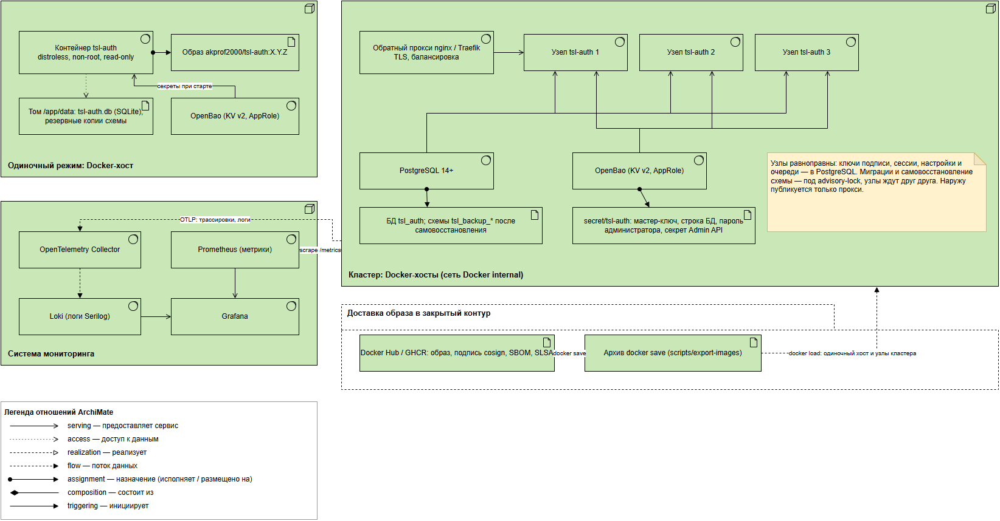 Контейнер tsl-auth
distroless, non-root, read-only
Образ akprof2000/tsl-auth:X.Y.Z
секреты при старте
Том /app/data: tsl-auth.db (SQLite),
резервные копии схемы
OpenBao (KV v2, AppRole)
Одиночный режим: Docker-хост
Обратный прокси nginx / Traefik
TLS, балансировка
Узел tsl-auth 1
Узел tsl-auth 2
Узел tsl-auth 3
PostgreSQL 14+
OpenBao (KV v2, AppRole)
Узлы равноправны: ключи подписи, сессии, настройки и
очереди — в PostgreSQL. Миграции и самовосстановление
схемы — под advisory-lock, узлы ждут друг друга. Наружу
публикуется только прокси.
БД tsl_auth; схемы tsl_backup_* после
самовосстановления
secret/tsl-auth: мастер-ключ, строка БД, пароль
администратора, секрет Admin API
Кластер: Docker-хосты (сеть Docker internal)
OTLP: трассировки, логи
OpenTelemetry Collector
Prometheus (метрики)
scrape /metrics
Loki (логи Serilog)
Grafana
Система мониторинга
Доставка образа в закрытый контур
Docker Hub / GHCR: образ, подпись cosign, SBOM, SLSA
docker save
Архив docker save (scripts/export-images)
docker load: одиночный хост и узлы кластера
Легенда отношений ArchiMate
serving — предоставляет сервис
access — доступ к данным
realization — реализует
flow — поток данных
assignment — назначение (исполняет / размещено на)
composition — состоит из
triggering — инициирует